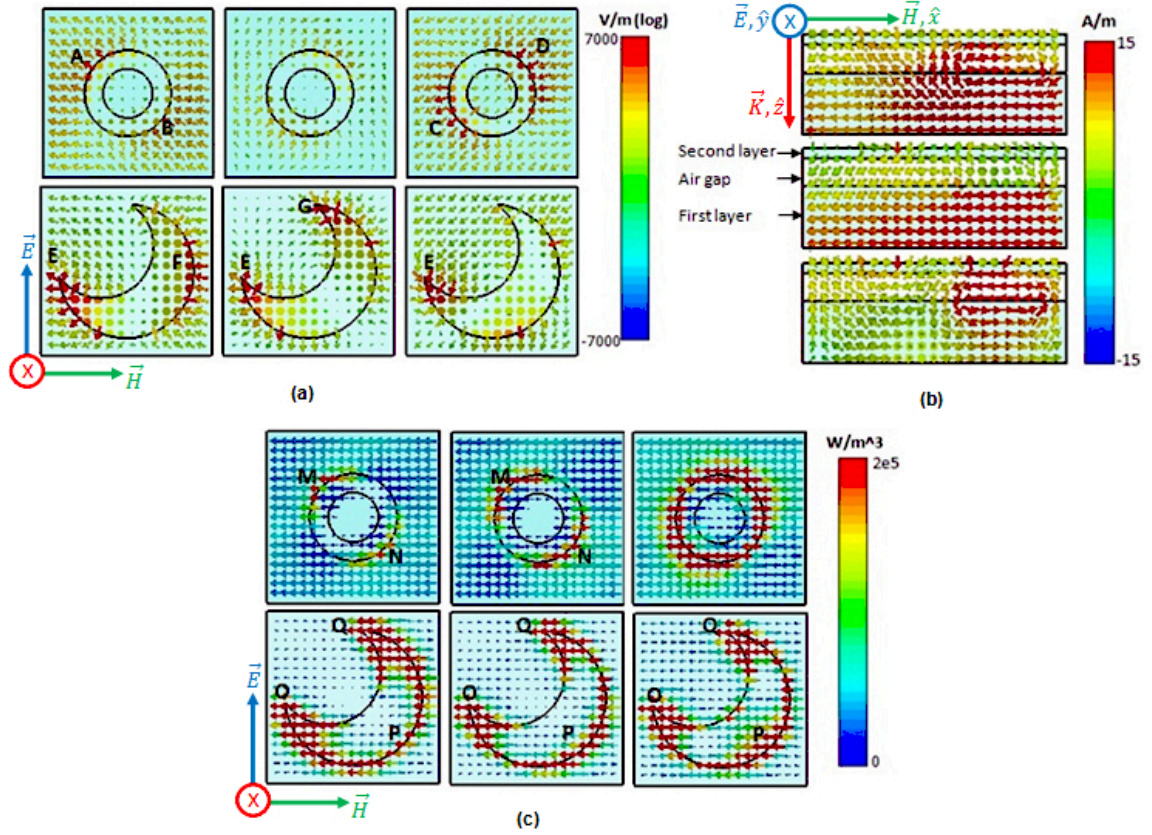 V/m (log)
7000
-7000
A
B
D
C
E
F
G
E
E
E⃗
X
H⃗
(a)
E⃗, ŷ
X
H⃗, x̂
K⃗, ẑ
A/m
15
-15
Second layer
Air gap
First layer
(b)
W/m^3
2e5
0
M
N
M
N
Q
O
P
Q
O
P
Q
O
P
E⃗
X
H⃗
(c)